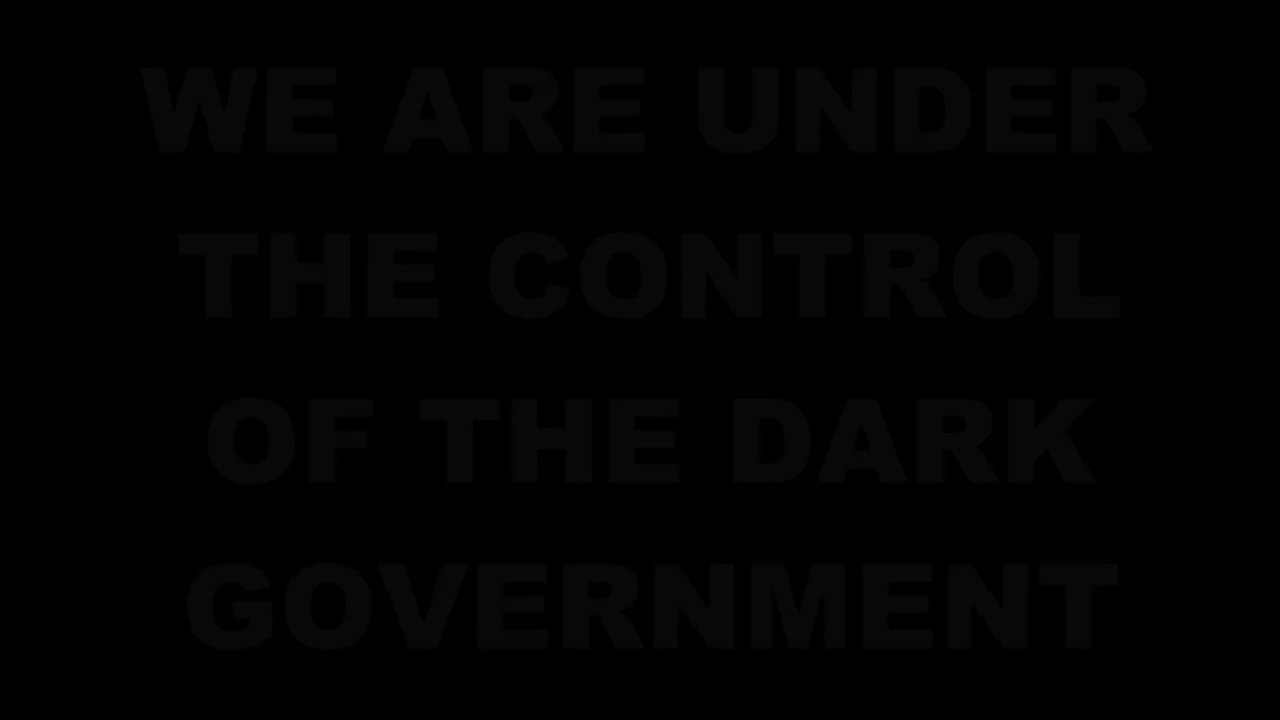 WE ARE UNDER
THE CONTROL
OF THE DARK
GOVERNMENT